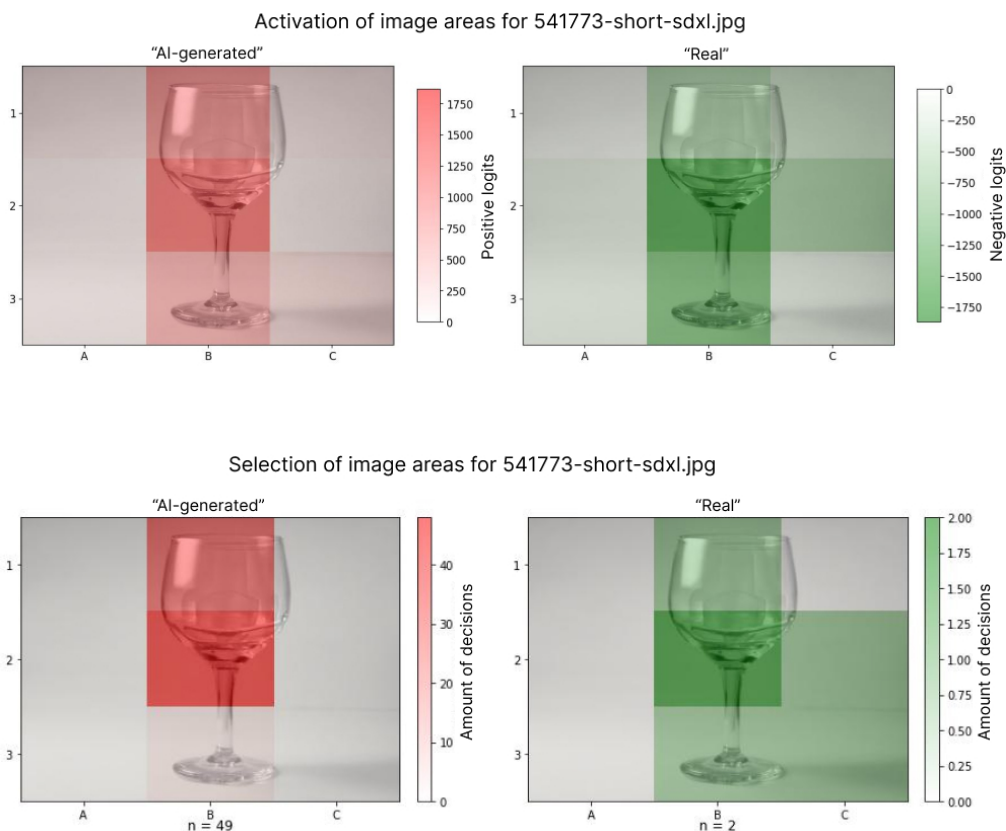 Activation of image areas for 541773-short-sdxl.jpg
“AI-generated”
“Real”
1
2
3
A
B
C
1750
1500
1250
1000
750
500
250
0
Positive logits
A
B
C
0
−250
−500
−750
−1000
−1250
−1500
−1750
Negative logits
1
2
3
Selection of image areas for 541773-short-sdxl.jpg
“AI-generated”
“Real”
1
2
3
A
B
C
n = 49
40
30
20
10
0
Amount of decisions
1
2
3
A
B
C
n = 2
2.00
1.75
1.50
1.25
1.00
0.75
0.50
0.25
0.00
Amount of decisions